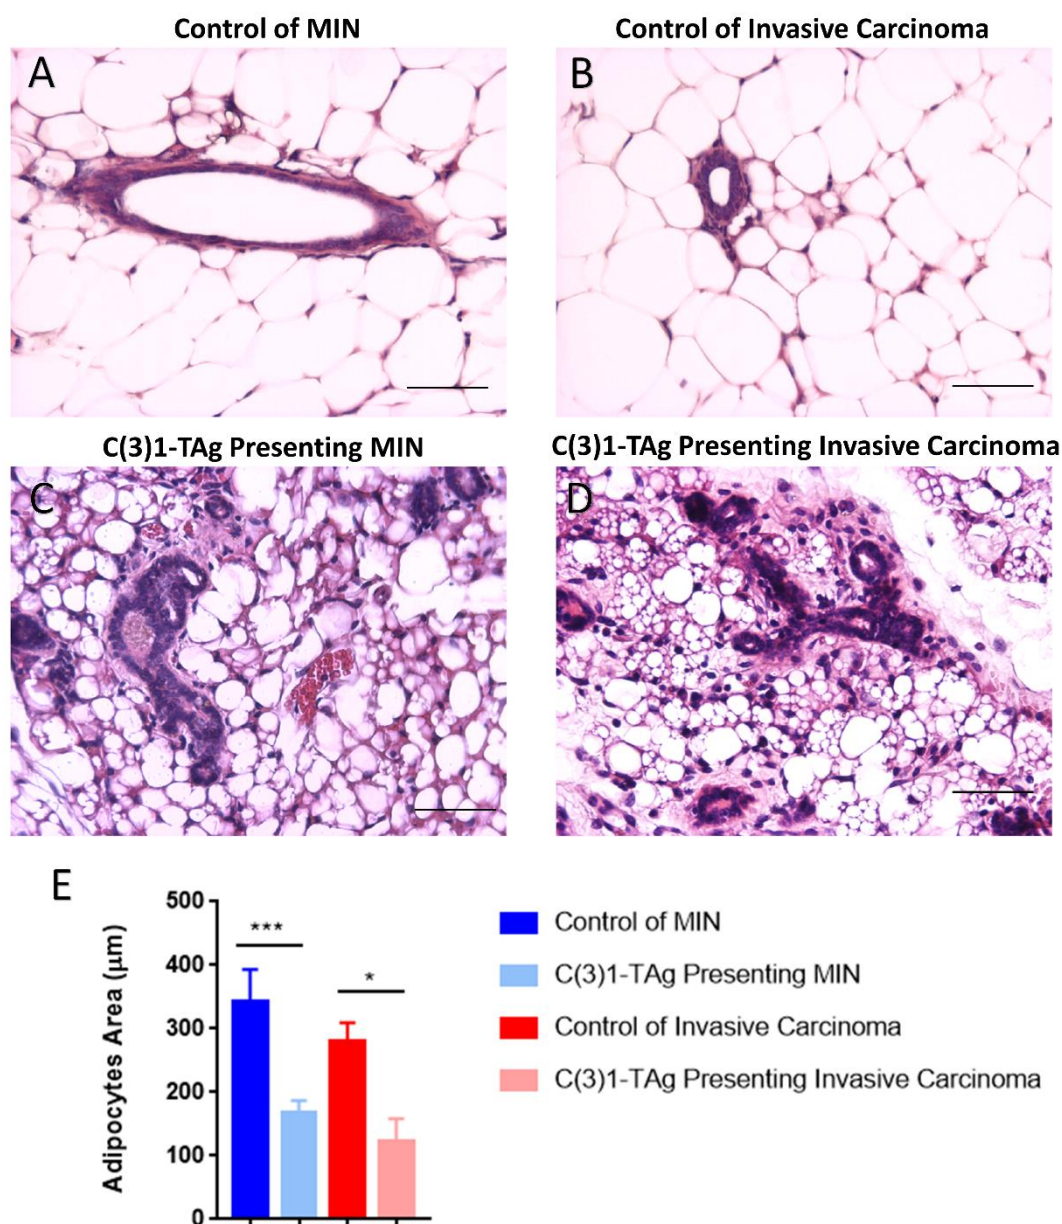 Control of MIN
Control of Invasive Carcinoma
A
B
C(3)1-TAg Presenting MIN
C(3)1-TAg Presenting Invasive Carcinoma
C
D
E
Adipocytes Area (μm)
500
400
300
200
100
0
***
*
Control of MIN
C(3)1-TAg Presenting MIN
Control of Invasive Carcinoma
C(3)1-TAg Presenting Invasive Carcinoma